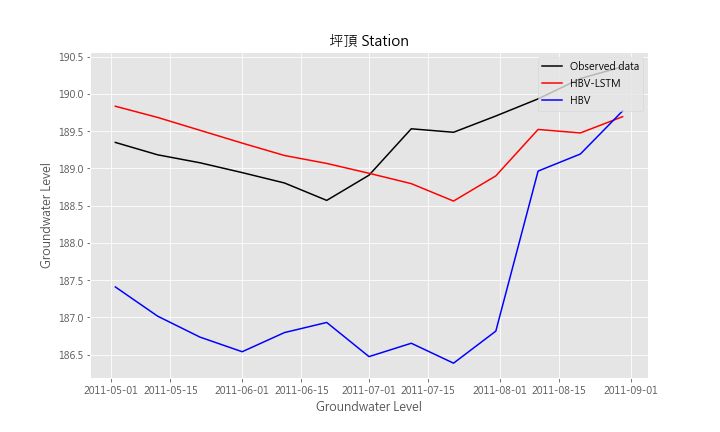 坪頂 Station
Observed data
HBV-LSTM
HBV
Groundwater Level
190.5
190.0
189.5
189.0
188.5
188.0
187.5
187.0
186.5
2011-05-01 2011-05-15 2011-06-01 2011-06-15 2011-07-01 2011-07-15 2011-08-01 2011-08-15 2011-09-01
Groundwater Level